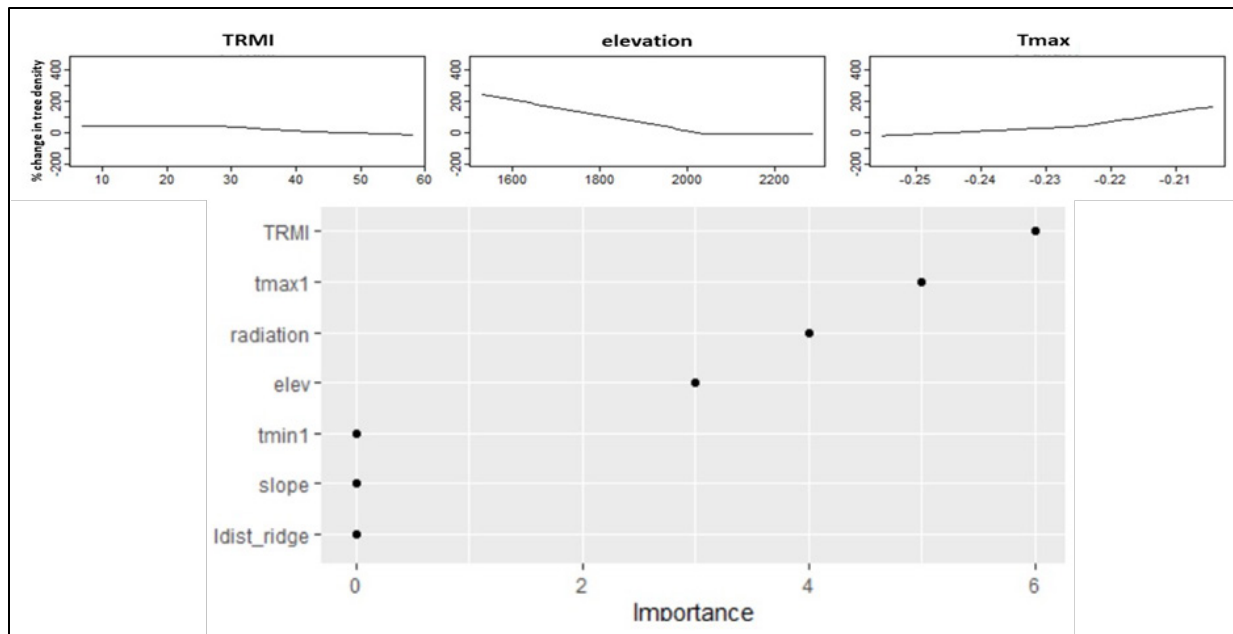 TRMI elevation Tmax
% change in tree density
400 400 400
200 200 200
0 0 0
-200 -200 -200
10 20 30 40 50 60 1600 1800 2000 2200 -0.25 -0.24 -0.23 -0.22 -0.21
TRMI
tmax1
radiation
elev
tmin1
slope
ldist_ridge
0 2 4 6
Importance